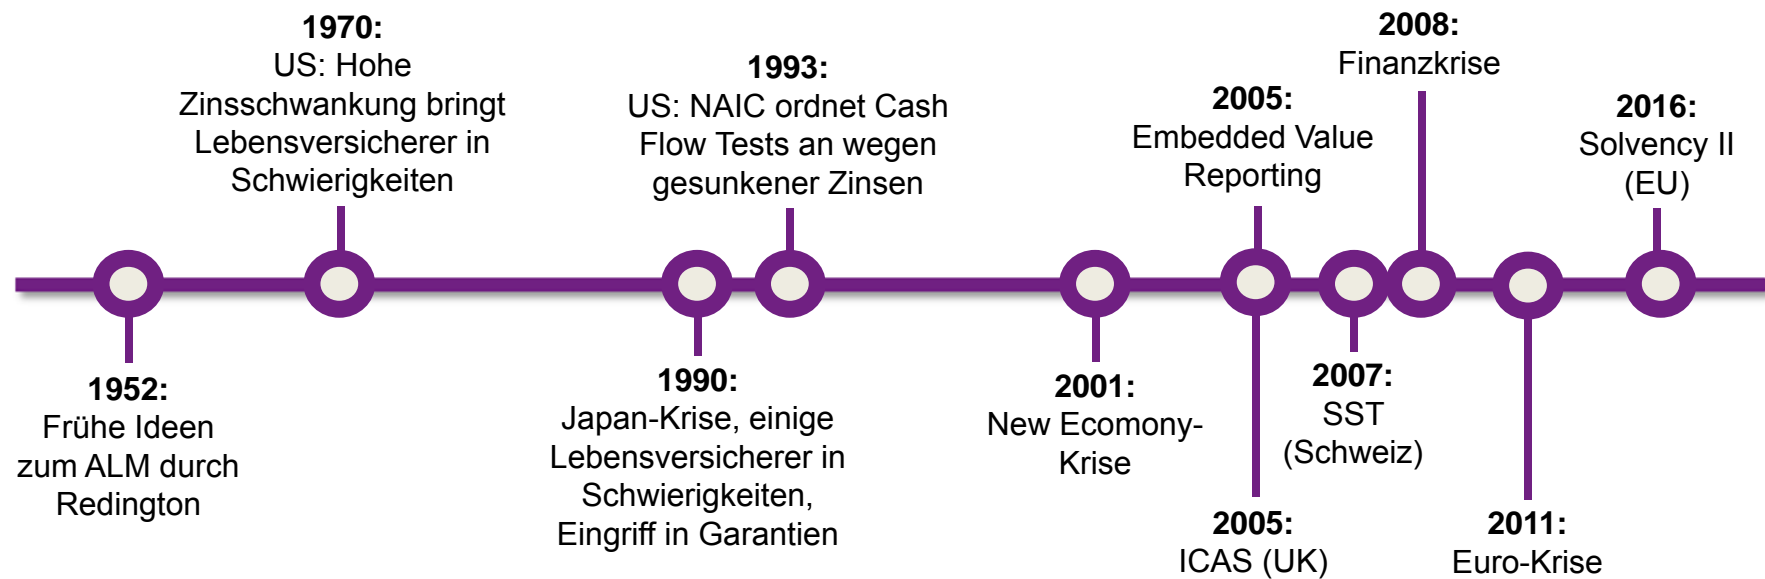 1952:
Frühe Ideen
zum ALM durch
Redington
1970:
US: Hohe
Zinsschwankung bringt
Lebensversicherer in
Schwierigkeiten
1990:
Japan-Krise, einige
Lebensversicherer in
Schwierigkeiten,
Eingriff in Garantien
1993:
US: NAIC ordnet Cash
Flow Tests an wegen
gesunkener Zinsen
2001:
New Ecomony-
Krise
2005:
Embedded Value
Reporting
2005:
ICAS (UK)
2007:
SST
(Schweiz)
2008:
Finanzkrise
2011:
Euro-Krise
2016:
Solvency II
(EU)